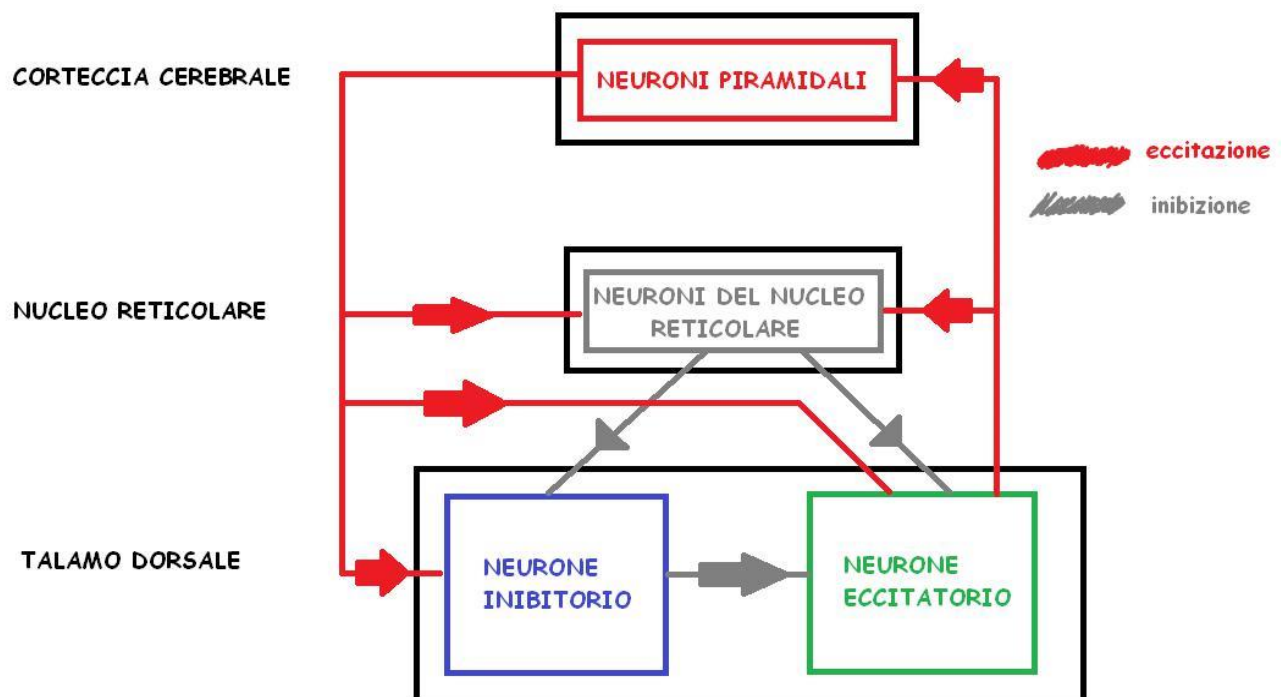 CORTECCIA CEREBRALE
NEURONI PIRAMIDALI
eccitazione
inibizione
NUCLEO RETICOLARE
NEURONI DEL NUCLEO
RETICOLARE
TALAMO DORSALE
NEURONE
INIBITORIO
NEURONE
ECCITATORIO